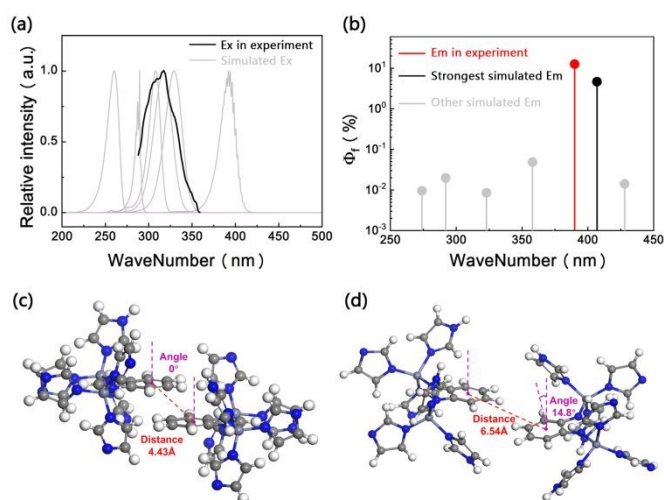 (a)
Relative intensity (a.u.)
1.0
0.5
0.0
Ex in experiment
Simulated Ex
200 250 300 350 400 450 500
WaveNumber ( nm )
(b)
Φf (%)
10¹
10⁰
10⁻¹
10⁻²
10⁻³
Em in experiment
Strongest simulated Em
Other simulated Em
250 300 350 400 450
WaveNumber ( nm )
(c)
Angle
0°
Distance
4.43Å
(d)
Distance
6.54Å
Angle
14.8°